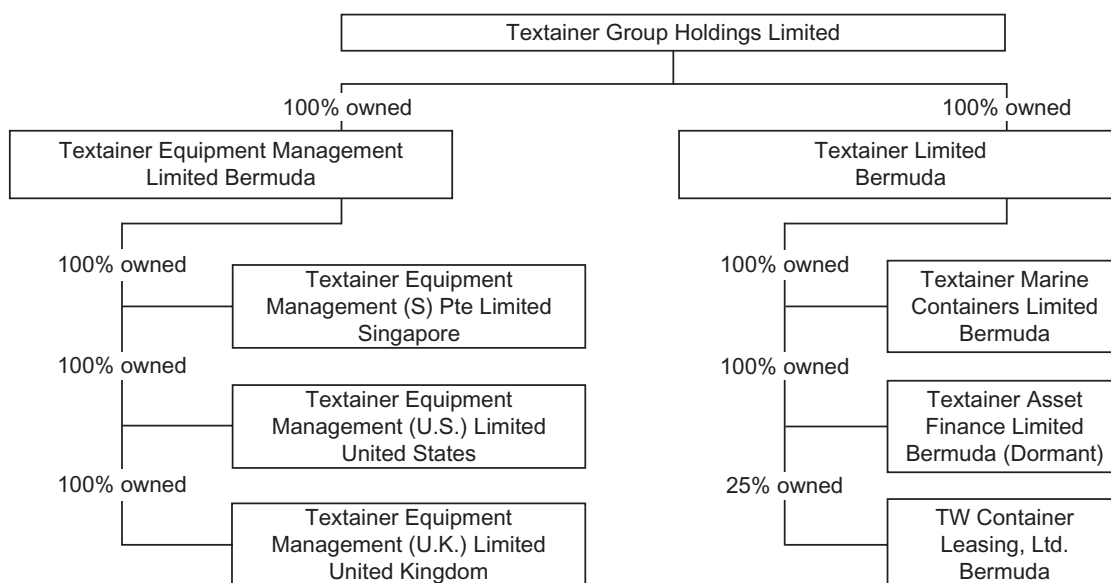 Textainer Group Holdings Limited
100% owned
100% owned
Textainer Equipment Management
Limited Bermuda
Textainer Limited
Bermuda
100% owned
Textainer Equipment
Management (S) Pte Limited
Singapore
100% owned
Textainer Equipment
Management (U.S.) Limited
United States
100% owned
Textainer Equipment
Management (U.K.) Limited
United Kingdom
100% owned
Textainer Marine
Containers Limited
Bermuda
100% owned
Textainer Asset
Finance Limited
Bermuda (Dormant)
25% owned
TW Container
Leasing, Ltd.
Bermuda